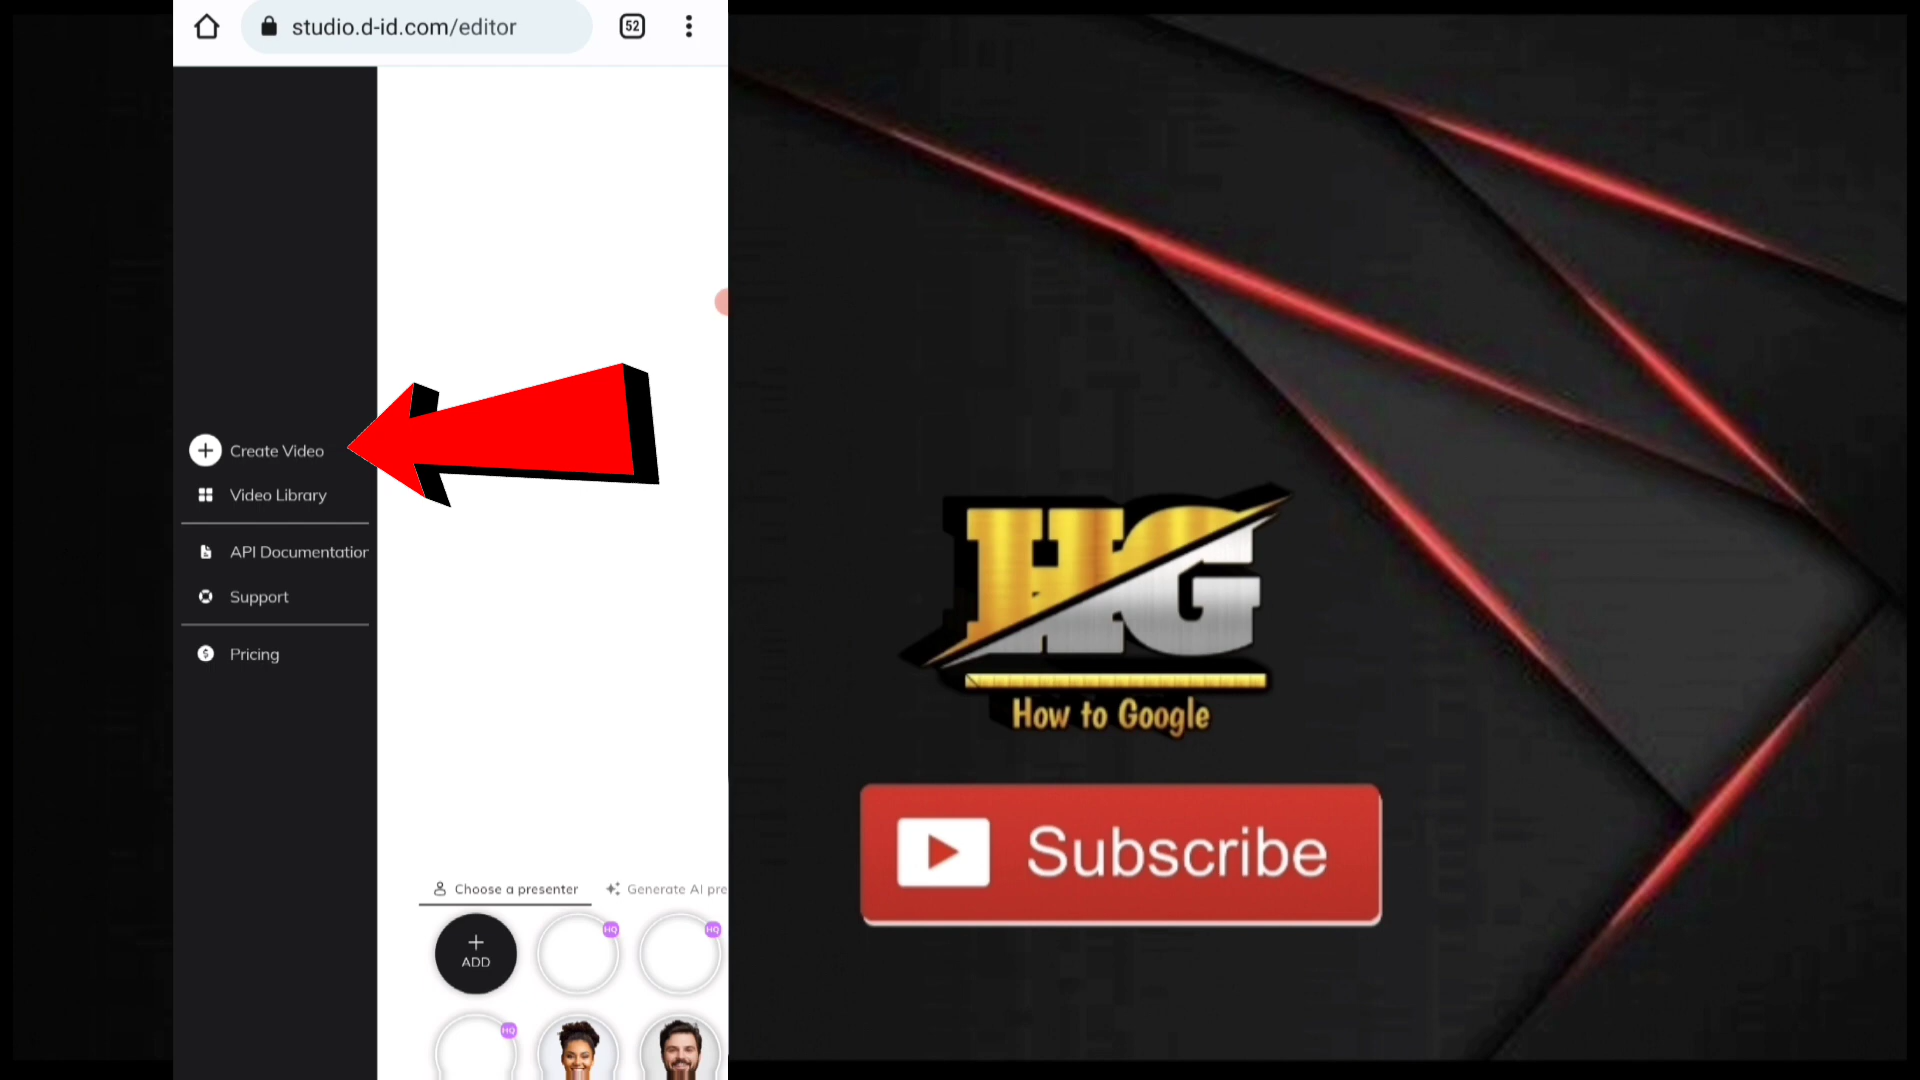 studio.d-id.com/editor
52
Create Video
Video Library
API Documentation
Support
Pricing
Choose a presenter
Generate AI pre
ADD
HQ
HQ
HQ
HG
How to Google
Subscribe